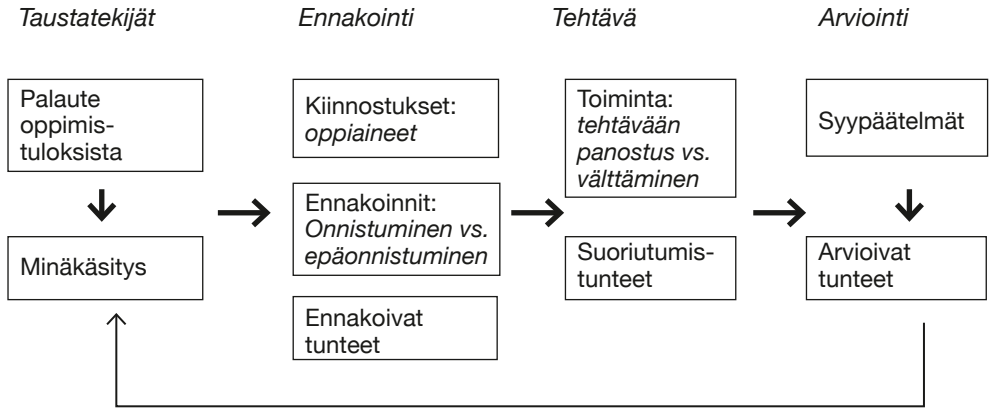 Taustatekijät
Ennakointi
Tehtävä
Arviointi
Palaute
oppimis-
tuloksista
Minäkäsitys
Kiinnostukset:
oppiaineet
Ennakoinnit:
Onnistuminen vs.
epäonnistuminen
Ennakoivat
tunteet
Toiminta:
tehtävään
panostus vs.
välttäminen
Suoriutumis-
tunteet
Syypäätelmät
Arvioivat
tunteet